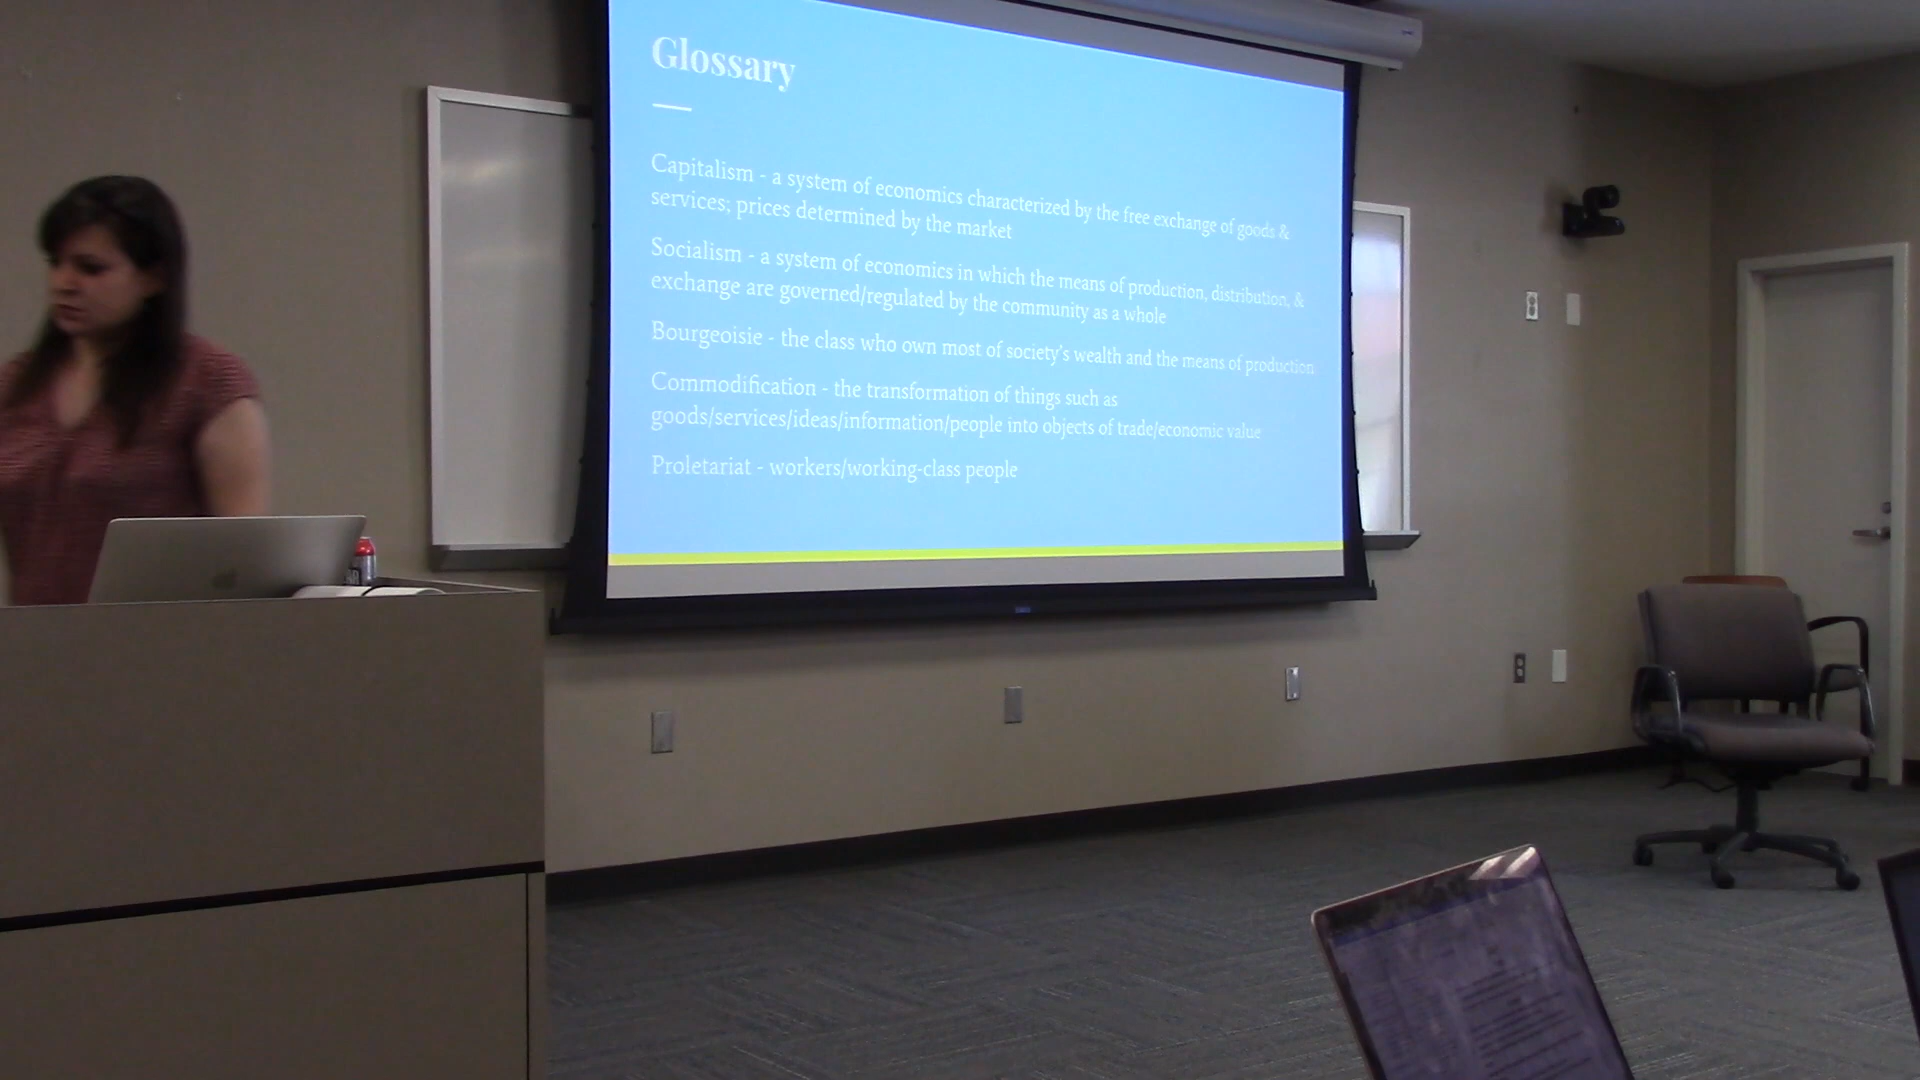 Glossary
Capitalism - a system of economics characterized by the free exchange of goods &
services; prices determined by the market
Socialism - a system of economics in which the means of production, distribution, &
exchange are governed/regulated by the community as a whole
Bourgeoisie - the class who own most of society's wealth and the means of production.
Commodification - the transformation of things such as
goods/services/ideas/information/people into objects of trade/economic value
Proletariat - workers/working-class people